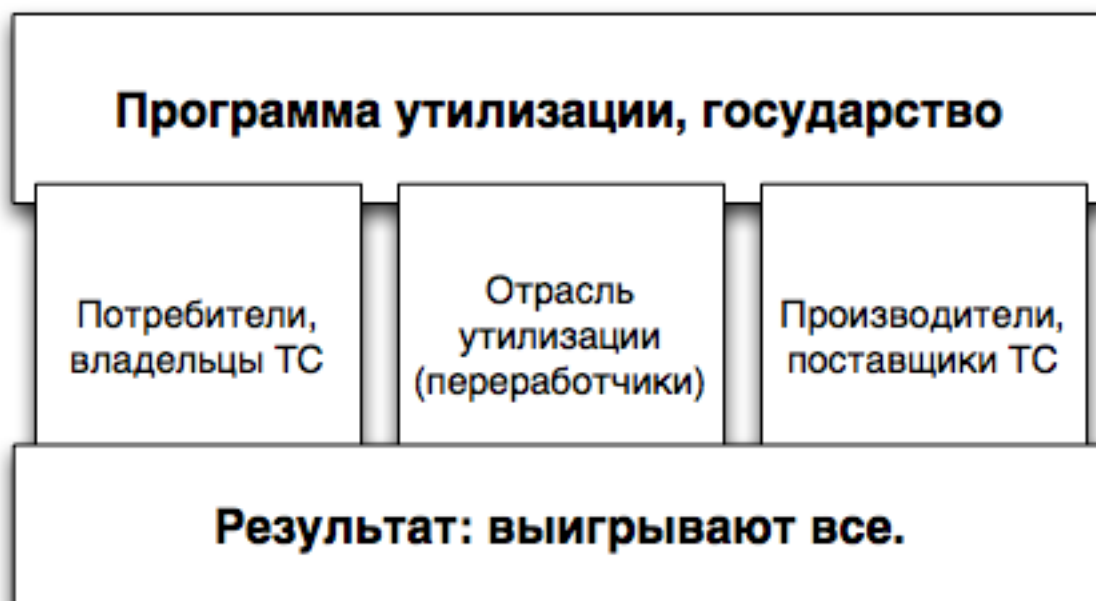 Программа утилизации, государство
Потребители,
владельцы ТС
Отрасль
утилизации
(переработчики)
Производители,
поставщики ТС
Результат: выигрывают все.